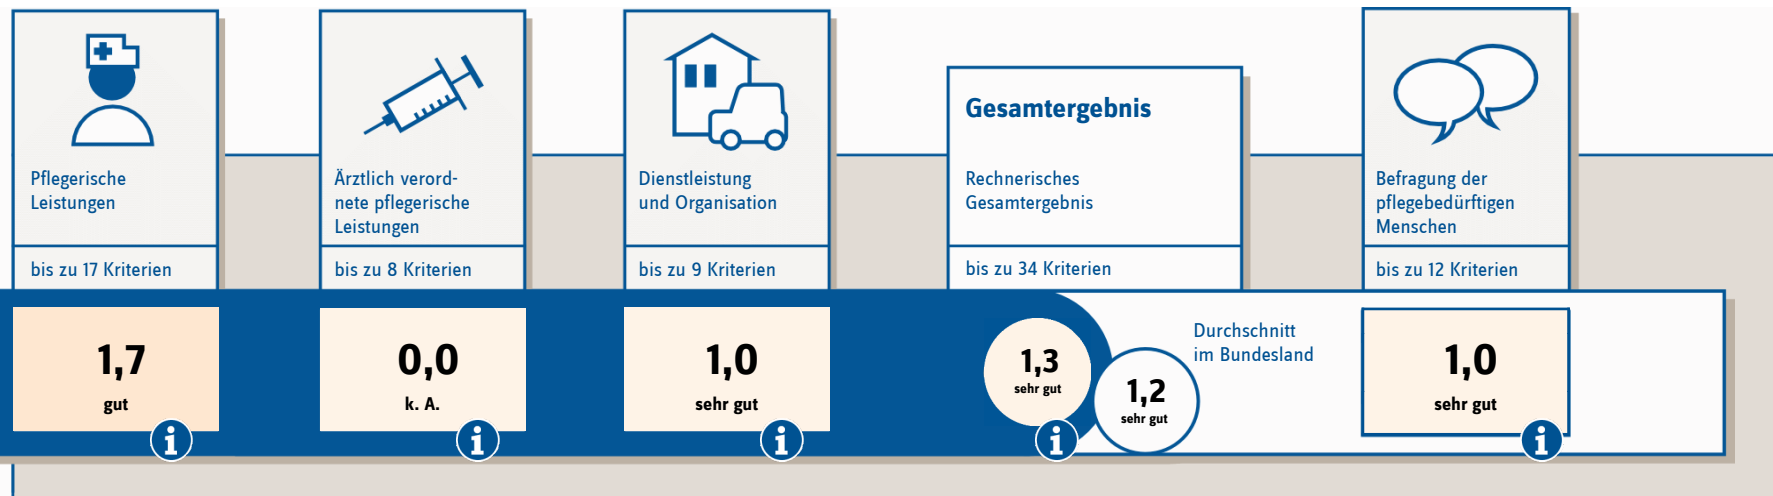 Pflegerische
Leistungen
bis zu 17 Kriterien
1,7
gut
Ärztlich verord-
nete pflegerische
Leistungen
bis zu 8 Kriterien
0,0
k. A.
Dienstleistung
und Organisation
bis zu 9 Kriterien
1,0
sehr gut
Gesamtergebnis
Rechnerisches
Gesamtergebnis
bis zu 34 Kriterien
1,3
sehr gut
1,2
sehr gut
Durchschnitt
im Bundesland
Befragung der
pflegebedürftigen
Menschen
bis zu 12 Kriterien
1,0
sehr gut